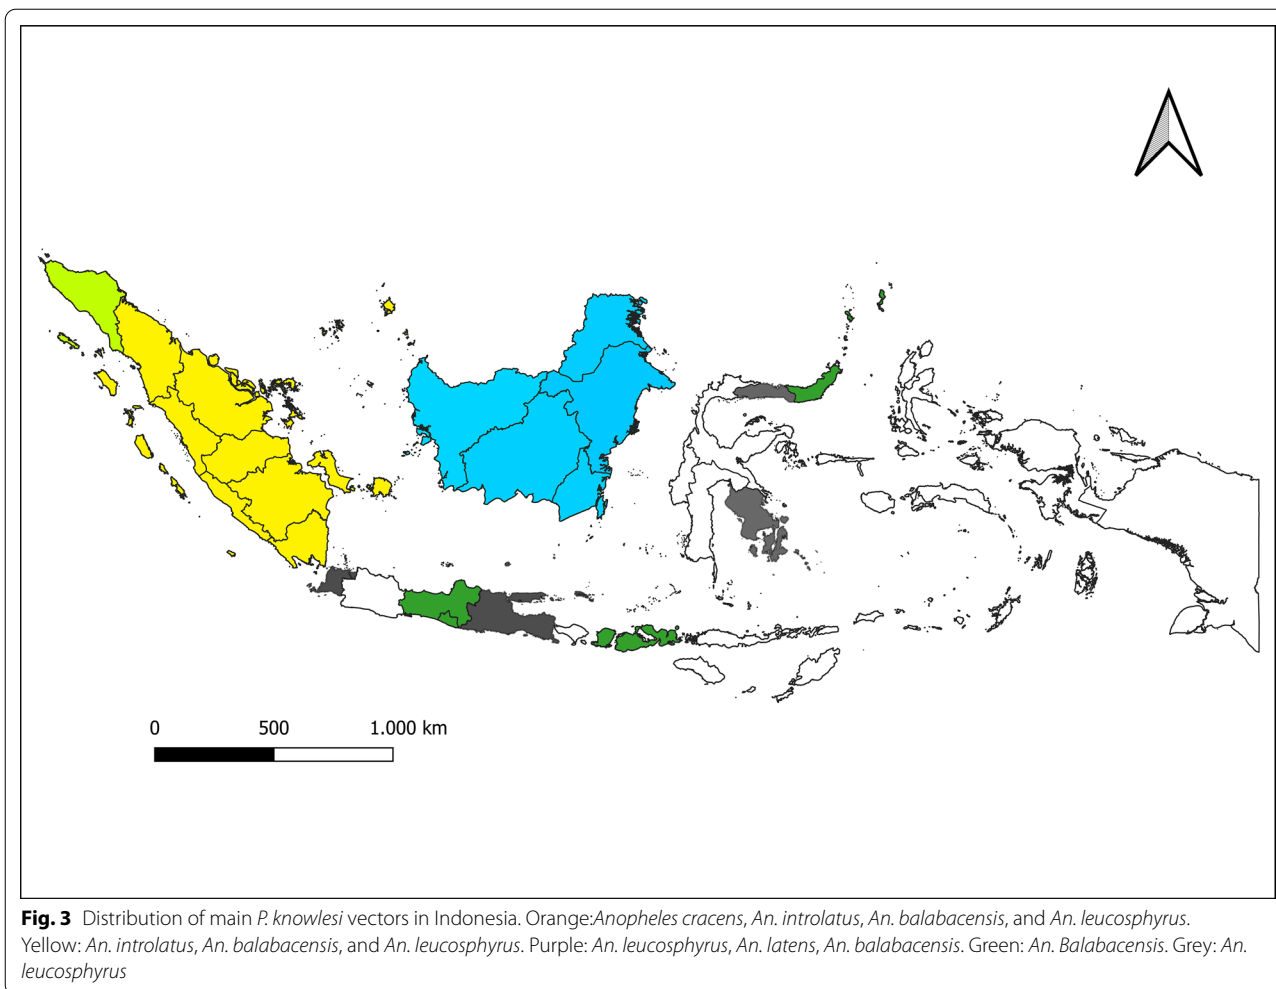 0 500 1.000 km
Fig. 3 Distribution of main P. knowlesi vectors in Indonesia. Orange:Anopheles cracens, An. introlatus, An. balabacensis, and An. leucosphyrus.
Yellow: An. introlatus, An. balabacensis, and An. leucosphyrus. Purple: An. leucosphyrus, An. latens, An. balabacensis. Green: An. Balabacensis. Grey: An.
leucosphyrus